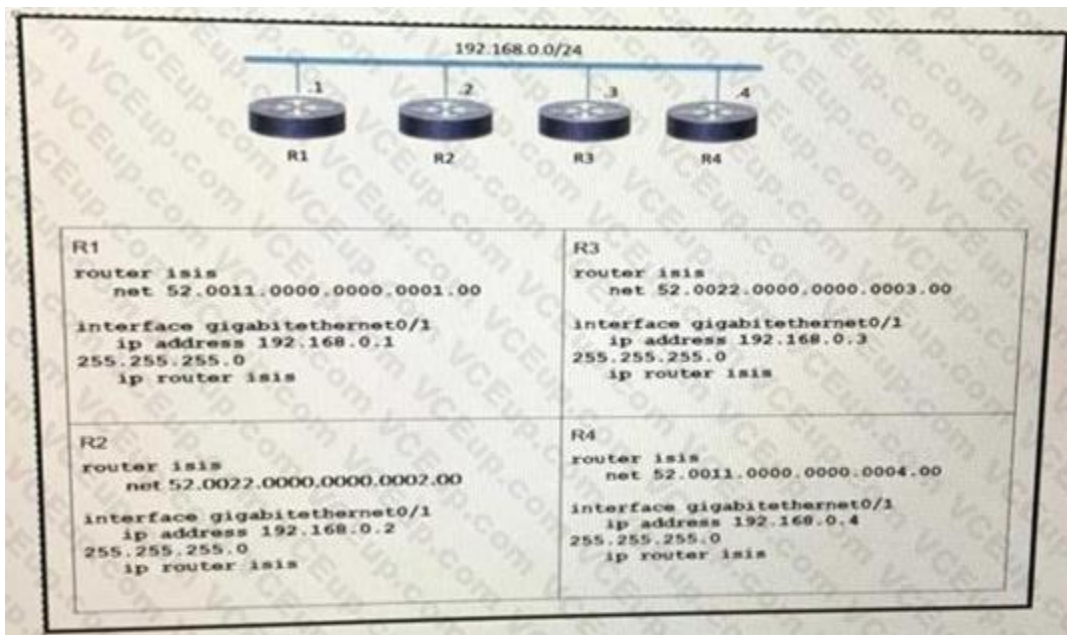 192.168.0.0/24
.1 .2 .3 .4
R1 R2 R3 R4
R1
router isis
net 52.0011.0000.0000.0001.00
interface gigabitethernet0/1
ip address 192.168.0.1
255.255.255.0
ip router isis
R3
router isis
net 52.0022.0000.0000.0003.00
interface gigabitethernet0/1
ip address 192.168.0.3
255.255.255.0
ip router isis
R2
router isis
net 52.0022.0000.0000.0002.00
interface gigabitethernet0/1
ip address 192.168.0.2
255.255.255.0
ip router isis
R4
router isis
net 52.0011.0000.0000.0004.00
interface gigabitethernet0/1
ip address 192.168.0.4
255.255.255.0
ip router isis
VCEup.com